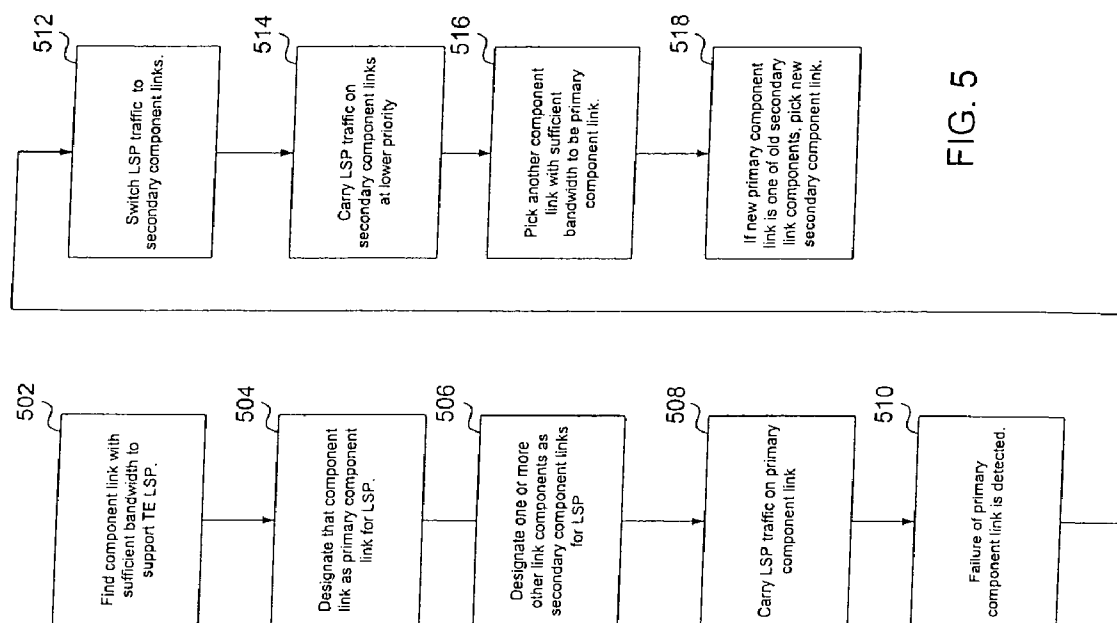 502
Find component link with
sufficient bandwidth to
support TE LSP.
504
Designate that component
link as primary component
link for LSP.
506
Designate one or more
other link components as
secondary component links
for LSP
508
Carry LSP traffic on primary
component link
510
Failure of primary
component link is detected.
512
Switch LSP traffic to
secondary component links.
514
Carry LSP traffic on
secondary component links
at lower priority
516
Pick another component
link with sufficient
bandwidth to be primary
component link.
518
If new primary component
link is one of old secondary
link components, pick new
secondary component link.
FIG. 5